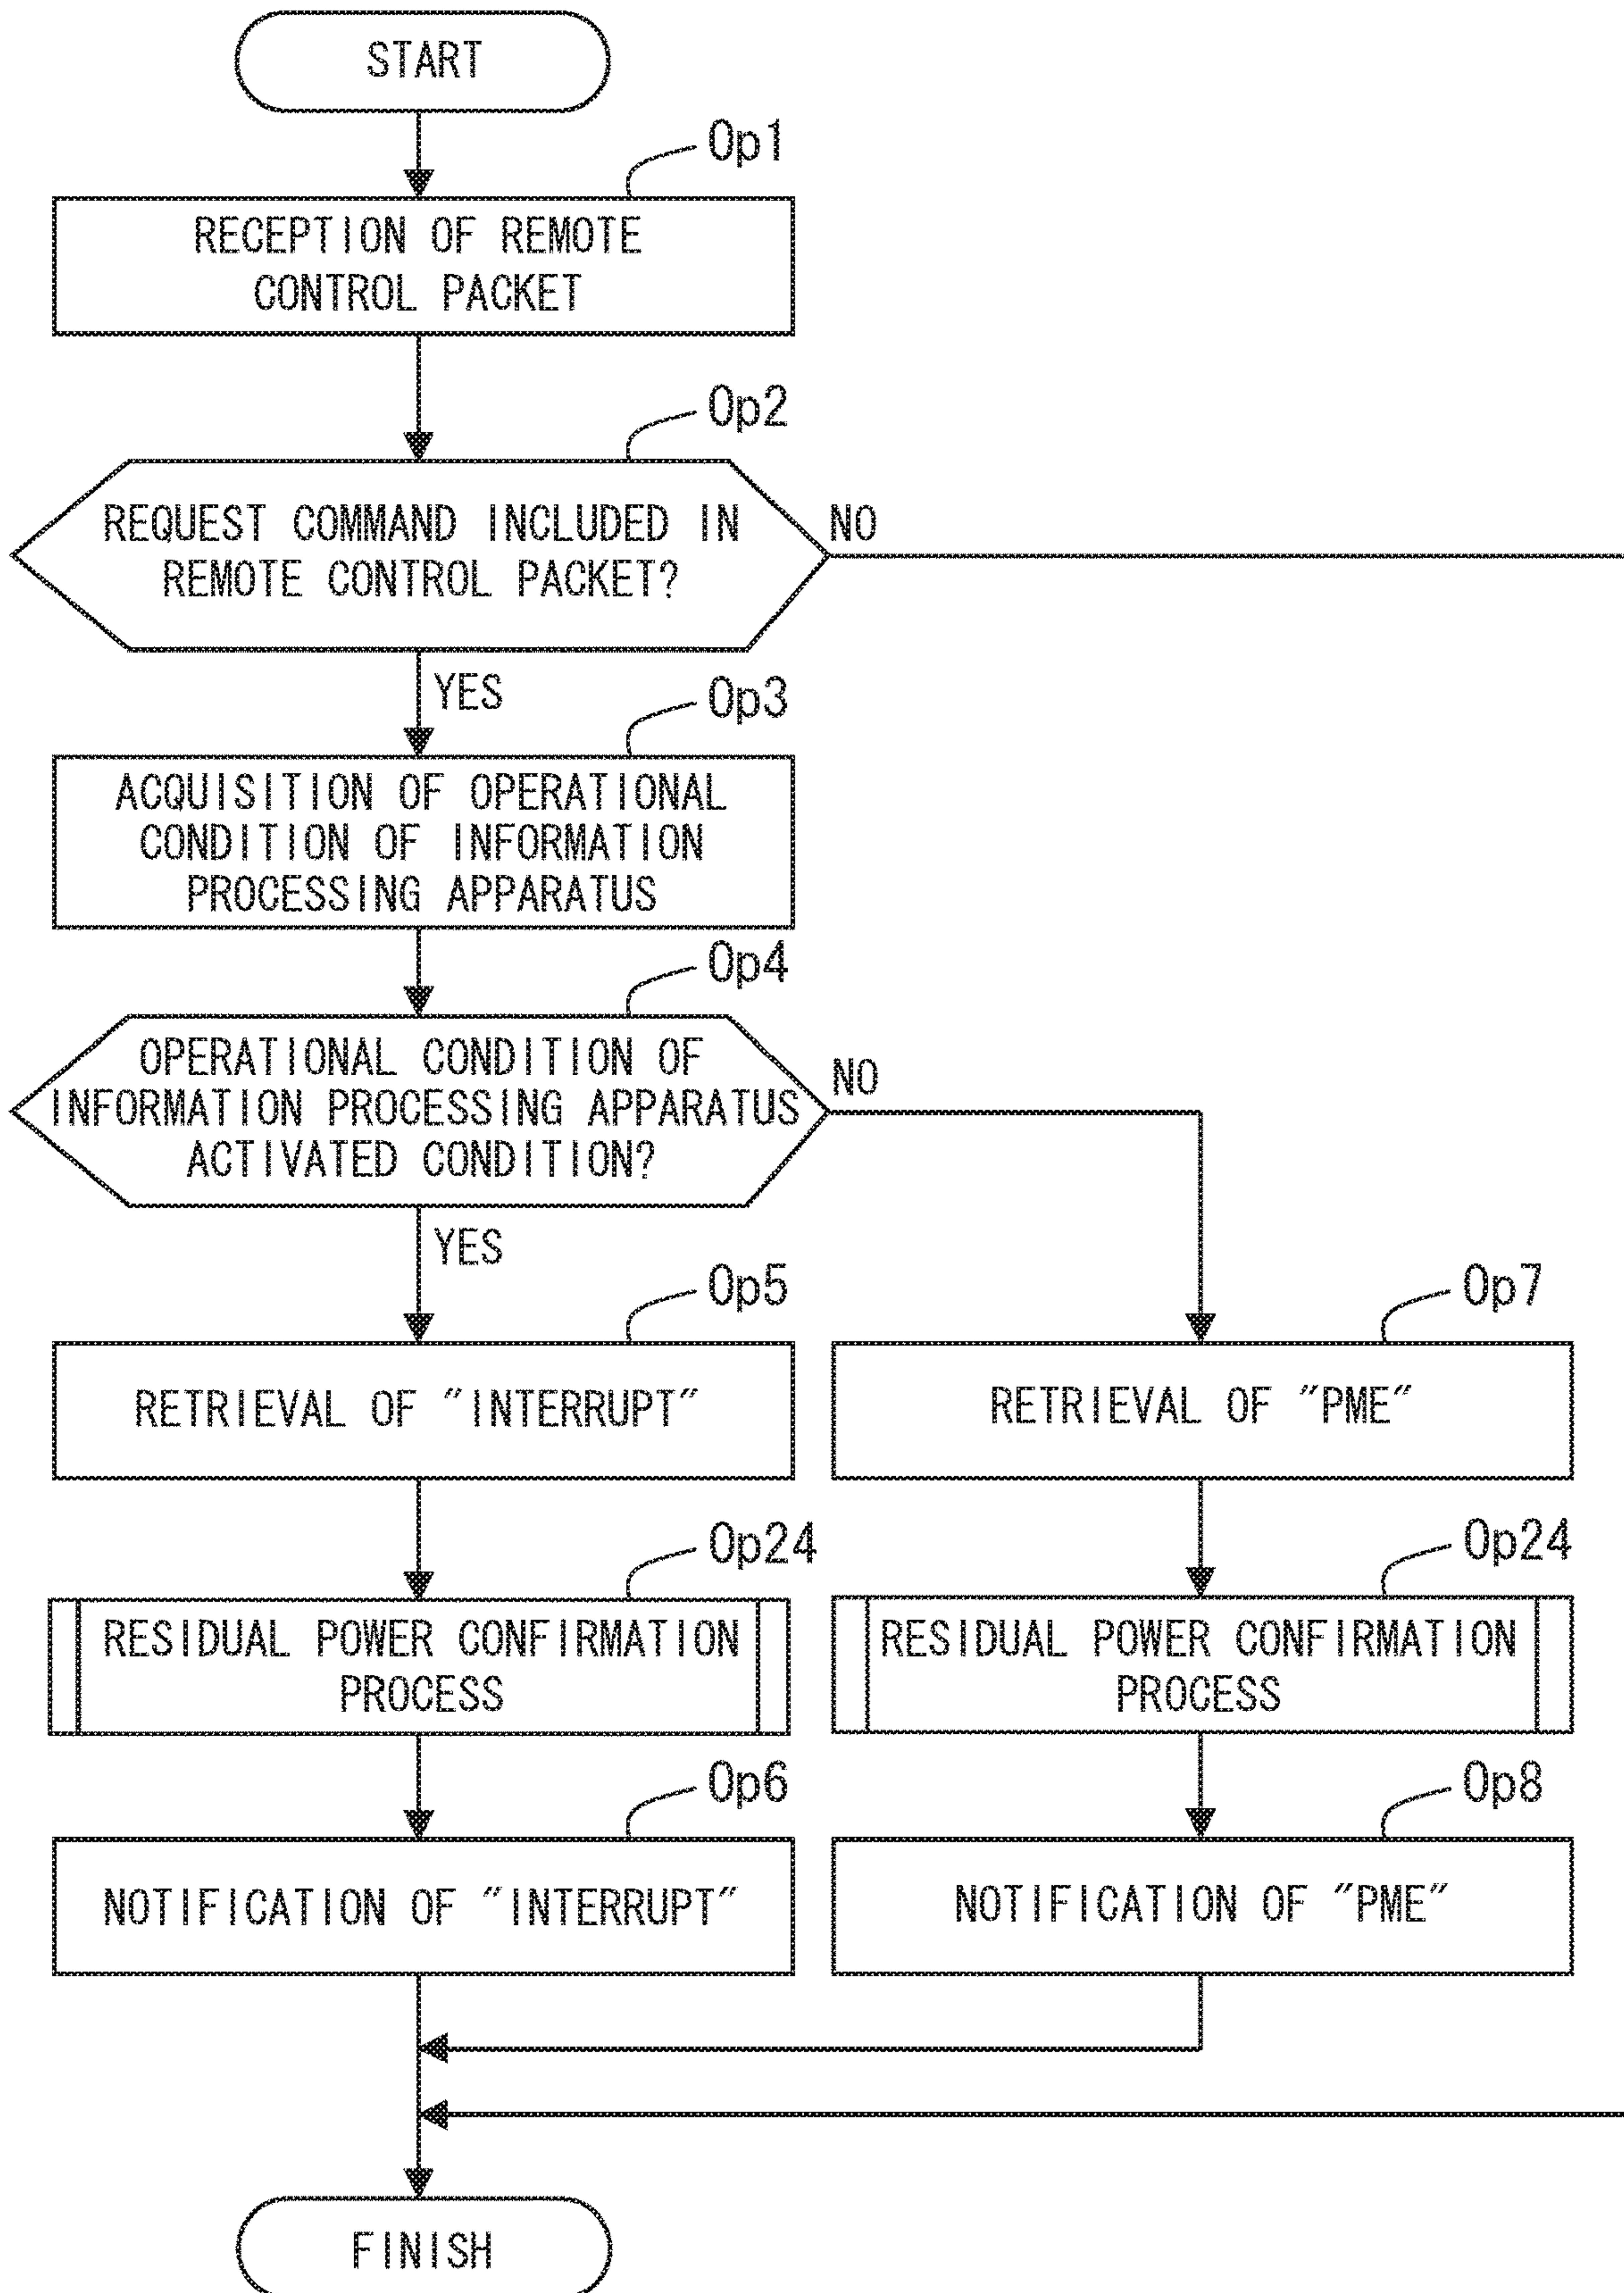 START
Op1
RECEPTION OF REMOTE
CONTROL PACKET
Op2
REQUEST COMMAND INCLUDED IN
REMOTE CONTROL PACKET?
NO
YES
Op3
ACQUISITION OF OPERATIONAL
CONDITION OF INFORMATION
PROCESSING APPARATUS
Op4
OPERATIONAL CONDITION OF
INFORMATION PROCESSING APPARATUS
ACTIVATED CONDITION?
NO
YES
Op5
RETRIEVAL OF "INTERRUPT"
Op7
RETRIEVAL OF "PME"
Op24
RESIDUAL POWER CONFIRMATION
PROCESS
Op24
RESIDUAL POWER CONFIRMATION
PROCESS
Op6
NOTIFICATION OF "INTERRUPT"
Op8
NOTIFICATION OF "PME"
FINISH